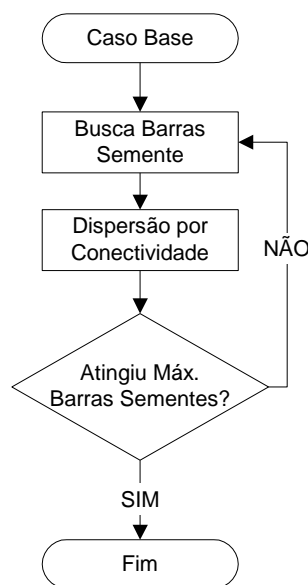 Caso Base
Busca Barras
Semente
Dispersão por
Conectividade
NÃO
Atingiu Máx.
Barras Sementes?
SIM
Fim